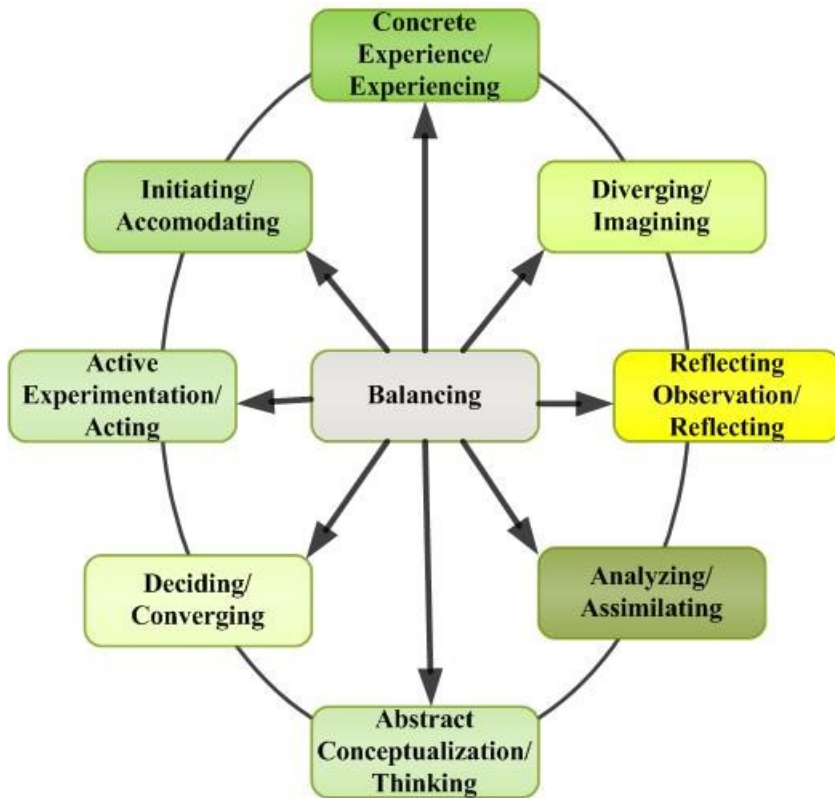 Concrete
Experience/
Experiencing
Initiating/
Accomodating
Diverging/
Imagining
Active
Experimentation/
Acting
Balancing
Reflecting
Observation/
Reflecting
Deciding/
Converging
Analyzing/
Assimilating
Abstract
Conceptualization/
Thinking